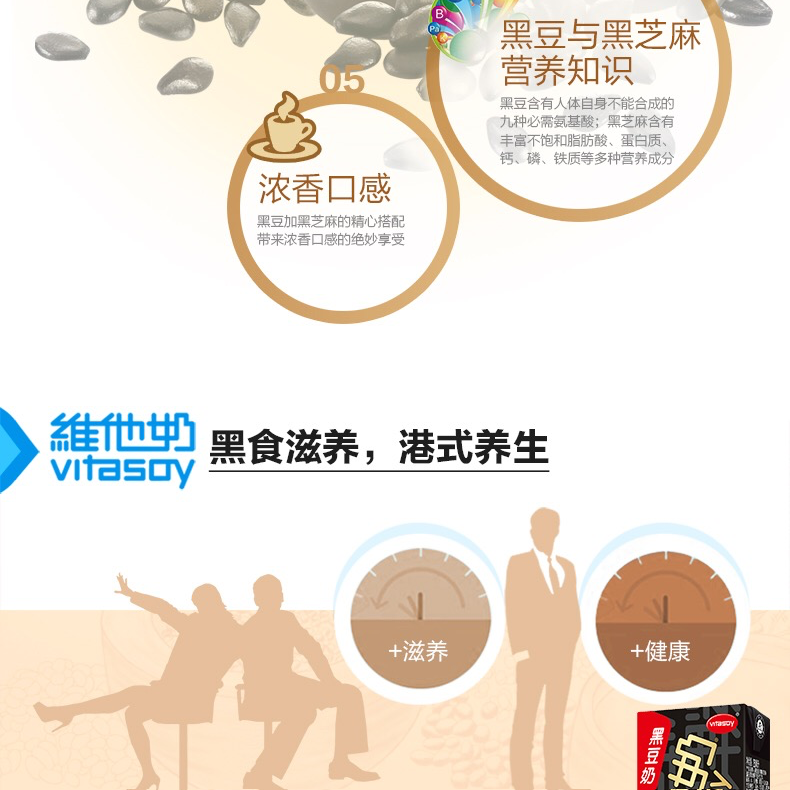 黑豆与黑芝麻
营养知识
黑豆含有人体自身不能合成的
九种必需氨基酸；黑芝麻含有
丰富不饱和脂肪酸、蛋白质、
钙、磷、铁质等多种营养成分
05
浓香口感
黑豆加黑芝麻的精心搭配
带来浓香口感的绝妙享受
維他奶
vitasoy
黑食滋养，港式养生
+滋养
+健康
vitasoy
黑豆奶